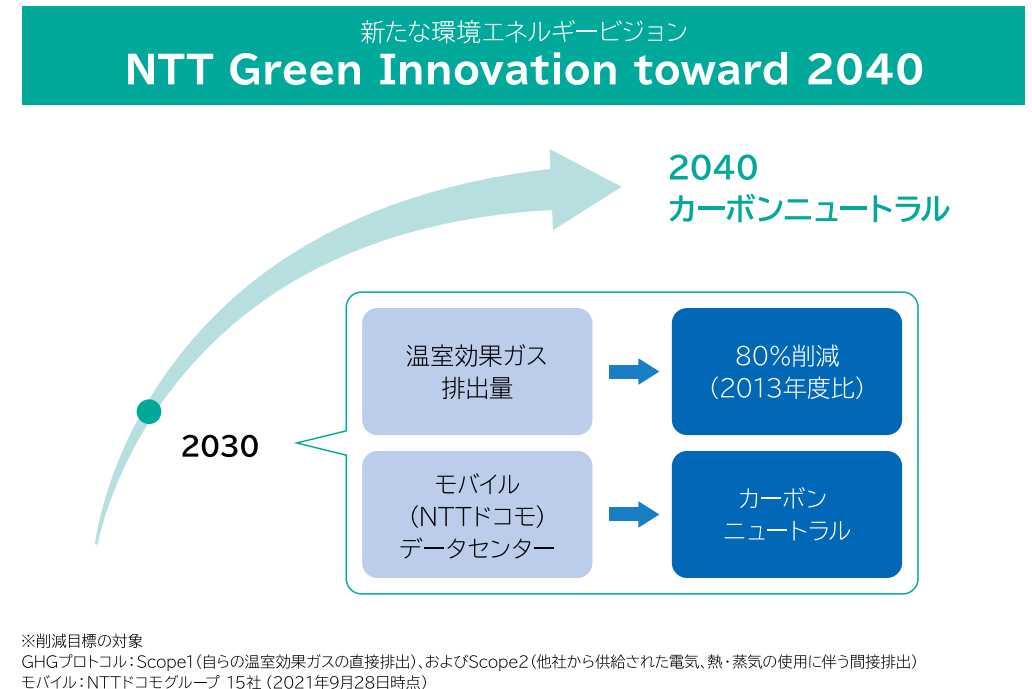 新たな環境エネルギービジョン
NTT Green Innovation toward 2040
2040
カーボンニュートラル
2030
温室効果ガス
排出量
80%削減
（2013年度比）
モバイル
（NTTドコモ）
データセンター
カーボン
ニュートラル
※削減目標の対象
GHGプロトコル：Scope1（自らの温室効果ガスの直接排出）、およびScope2（他社から供給された電気、熱・蒸気の使用に伴う間接排出）
モバイル：NTTドコモグループ 15社（2021年9月28日時点）